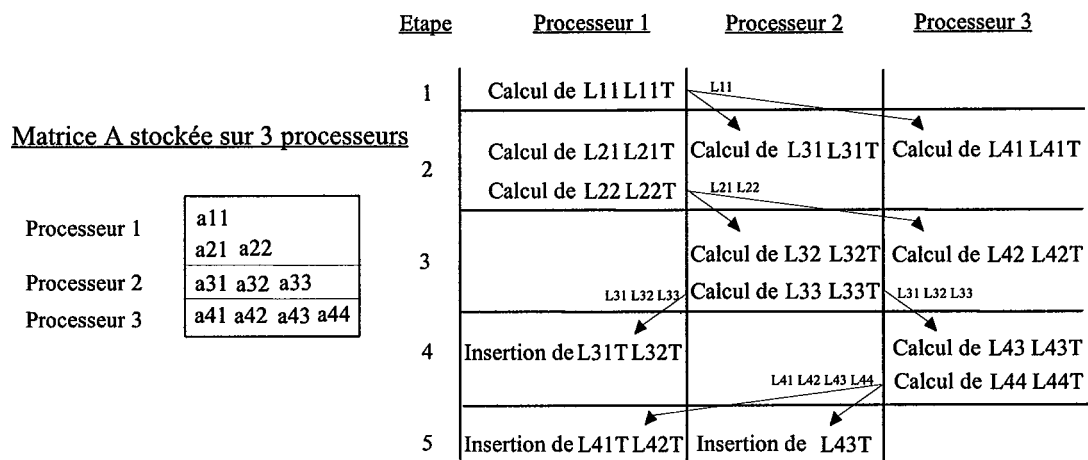 Etape Processeur 1 Processeur 2 Processeur 3
1 Calcul de L11 L11T L11
Matrice A stockée sur 3 processeurs
2 Calcul de L21 L21T Calcul de L31 L31T Calcul de L41 L41T
Calcul de L22 L22T L21 L22
Processeur 1 a11
a21 a22
Processeur 2 a31 a32 a33
Processeur 3 a41 a42 a43 a44
3 Calcul de L32 L32T Calcul de L42 L42T
L31 L32 L33 Calcul de L33 L33T L31 L32 L33
4 Insertion de L31T L32T Calcul de L43 L43T
L41 L42 L43 L44 Calcul de L44 L44T
5 Insertion de L41T L42T Insertion de L43T